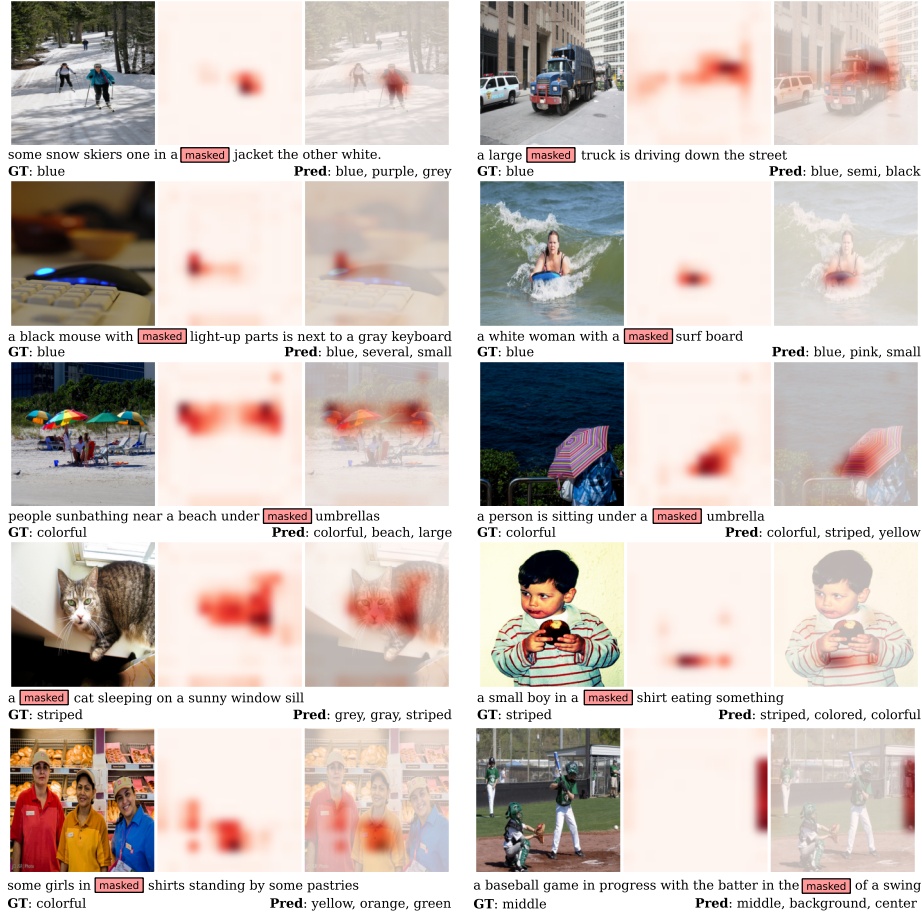 some snow skiers one in a masked jacket the other white.
GT: blue Pred: blue, purple, grey
a large masked truck is driving down the street
GT: blue Pred: blue, semi, black
a black mouse with masked light-up parts is next to a gray keyboard
GT: blue Pred: blue, several, small
a white woman with a masked surf board
GT: blue Pred: blue, pink, small
people sunbathing near a beach under masked umbrellas
GT: colorful Pred: colorful, beach, large
a person is sitting under a masked umbrella
GT: colorful Pred: colorful, striped, yellow
a masked cat sleeping on a sunny window sill
GT: striped Pred: grey, gray, striped
a small boy in a masked shirt eating something
GT: striped Pred: striped, colored, colorful
some girls in masked shirts standing by some pastries
GT: colorful Pred: yellow, orange, green
a baseball game in progress with the batter in the masked of a swing
GT: middle Pred: middle, background, center